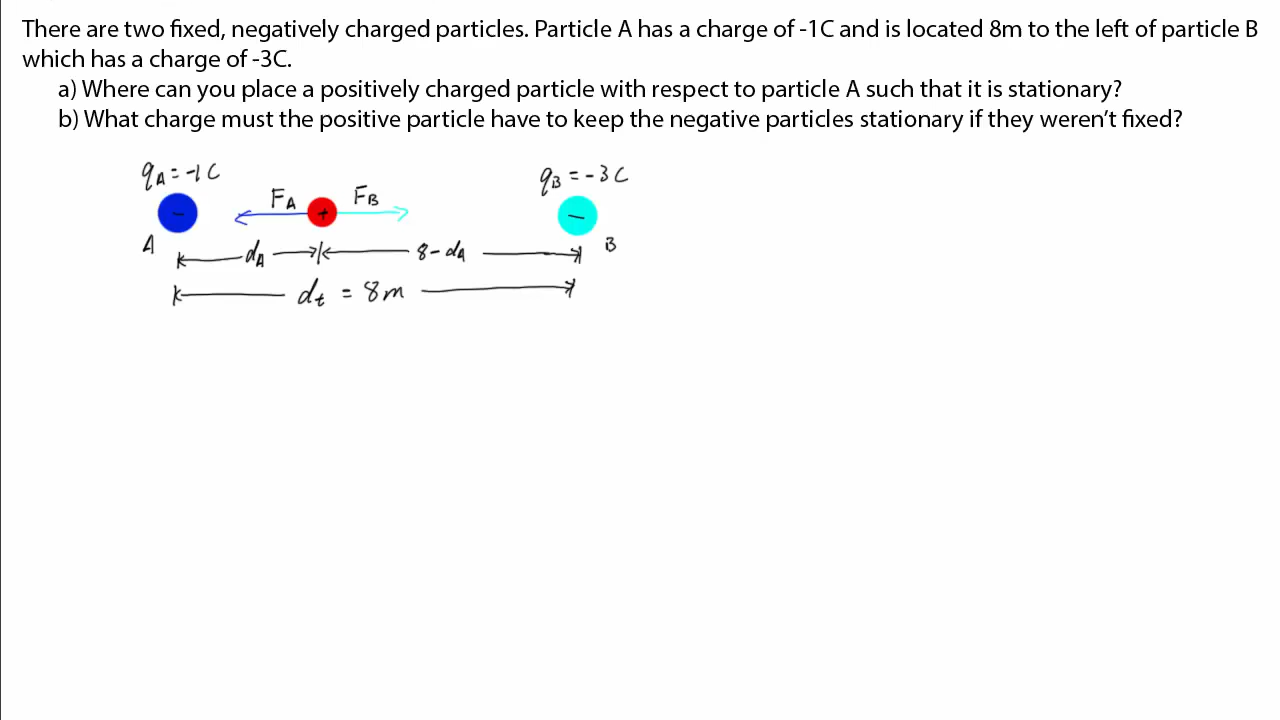 There are two fixed, negatively charged particles. Particle A has a charge of -1C and is located 8m to the left of particle B
which has a charge of -3C.
a) Where can you place a positively charged particle with respect to particle A such that it is stationary?
b) What charge must the positive particle have to keep the negative particles stationary if they weren't fixed?
qA = -1 C
qB = -3 C
FA
FB
-
+
-
A
dA
8 - dA
B
dt = 8m